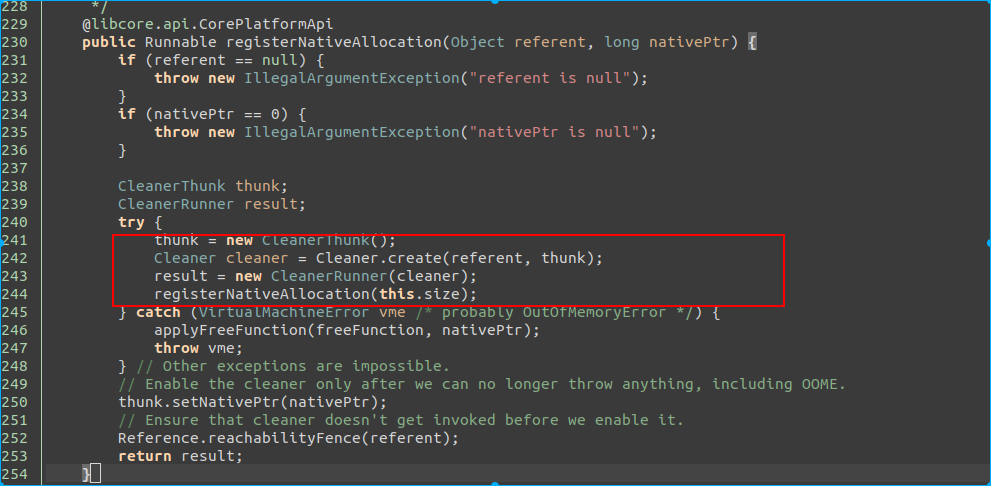 228      */
229     @libcore.api.CorePlatformApi
230     public Runnable registerNativeAllocation(Object referent, long nativePtr) {
231         if (referent == null) {
232             throw new IllegalArgumentException("referent is null");
233         }
234         if (nativePtr == 0) {
235             throw new IllegalArgumentException("nativePtr is null");
236         }
237
238         CleanerThunk thunk;
239         CleanerRunner result;
240         try {
241             thunk = new CleanerThunk();
242             Cleaner cleaner = Cleaner.create(referent, thunk);
243             result = new CleanerRunner(cleaner);
244             registerNativeAllocation(this.size);
245         } catch (VirtualMachineError vme /* probably OutOfMemoryError */) {
246             applyFreeFunction(freeFunction, nativePtr);
247             throw vme;
248         } // Other exceptions are impossible.
249         // Enable the cleaner only after we can no longer throw anything, including OOME.
250         thunk.setNativePtr(nativePtr);
251         // Ensure that cleaner doesn't get invoked before we enable it.
252         Reference.reachabilityFence(referent);
253         return result;
254     }